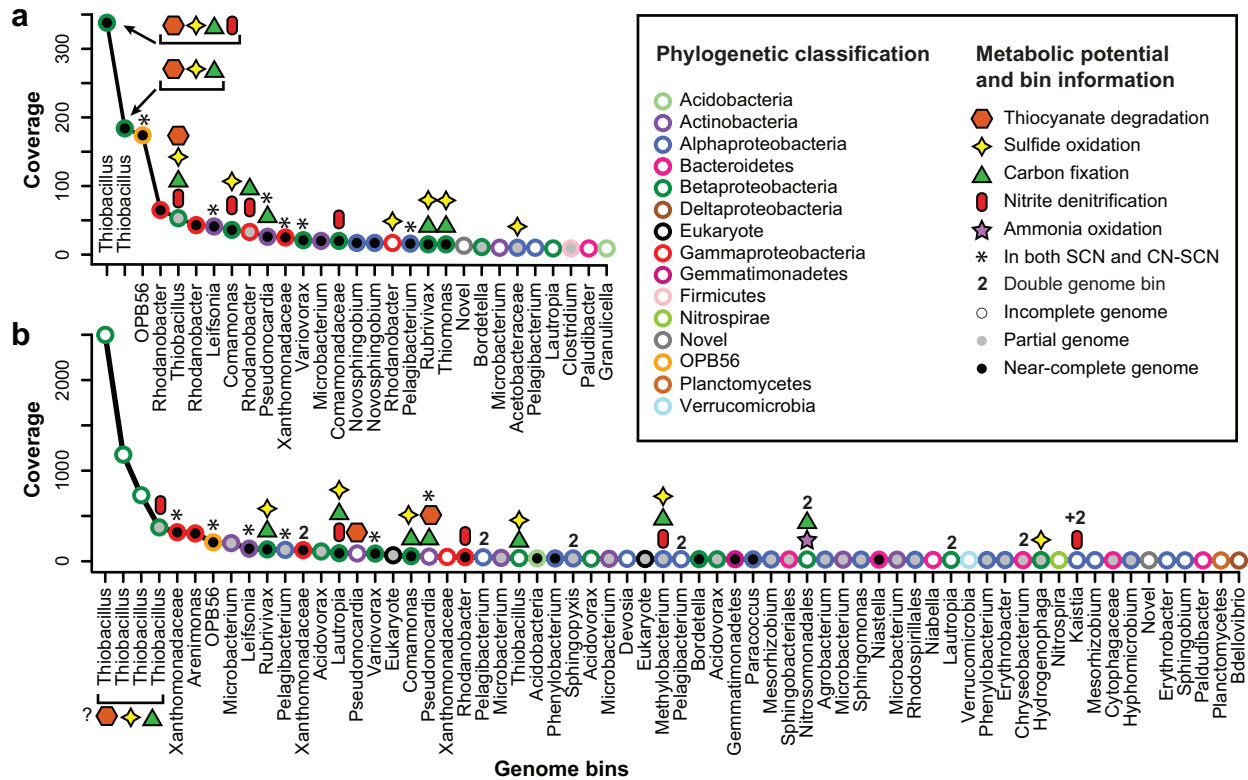 a
Coverage
300
200
100
0
*
*
*
*
*
*
*
Thiobacillus
Thiobacillus
OPB56
Rhodanobacter
Thiobacillus
Rhodanobacter
Leifsonia
Comamonas
Rhodanobacter
Pseudonocardia
Xanthomonadaceae
Variovorax
Microbacterium
Comamonadaceae
Novosphingobium
Novosphingobium
Rhodanobacter
Pelagibacterium
Rubrivivax
Thiomonas
Novel
Bordetella
Microbacterium
Acetobacteraceae
Pelagibacterium
Lautropia
Clostridium
Paludibacter
Granulicella
Phylogenetic classification
Acidobacteria
Actinobacteria
Alphaproteobacteria
Bacteroidetes
Betaproteobacteria
Deltaproteobacteria
Eukaryote
Gammaproteobacteria
Gemmatimonadetes
Firmicutes
Nitrospirae
Novel
OPB56
Planctomycetes
Verrucomicrobia
Metabolic potential
and bin information
Thiocyanate degradation
Sulfide oxidation
Carbon fixation
Nitrite denitrification
Ammonia oxidation
* In both SCN and CN-SCN
2 Double genome bin
Incomplete genome
Partial genome
Near-complete genome
b
Coverage
2000
1000
0
*
*
*
*
2
*
*
2
2
2
2
2
2
+2
Thiobacillus
Thiobacillus
Thiobacillus
Thiobacillus
Xanthomonadaceae
Arenimonas
OPB56
Microbacterium
Leifsonia
Rubrivivax
Pelagibacterium
Xanthomonadaceae
Acidovorax
Lautropia
Pseudonocardia
Variovorax
Eukaryote
Comamonas
Pseudonocardia
Xanthomonadaceae
Rhodanobacter
Pelagibacterium
Microbacterium
Thiobacillus
Acidobacteria
Phenylobacterium
Sphingopyxis
Acidovorax
Microbacterium
Devosia
Eukaryote
Methylobacterium
Pelagibacterium
Bordetella
Acidovorax
Gemmatimonadetes
Paracoccus
Mesorhizobium
Sphingobacteriales
Nitrosomonadales
Agrobacterium
Microbacterium
Sphingomonas
Niastella
Microbacterium
Rhodospirillales
Niabella
Lautropia
Verrucomicrobia
Phenylobacterium
Erythrobacter
Chryseobacterium
Hydrogenophaga
Nitrospira
Kaistia
Mesorhizobium
Cytophagaceae
Hyphomicrobium
Novel
Erythrobacter
Sphingobium
Paludibacter
Planctomycetes
Bdellovibrio
?
Genome bins